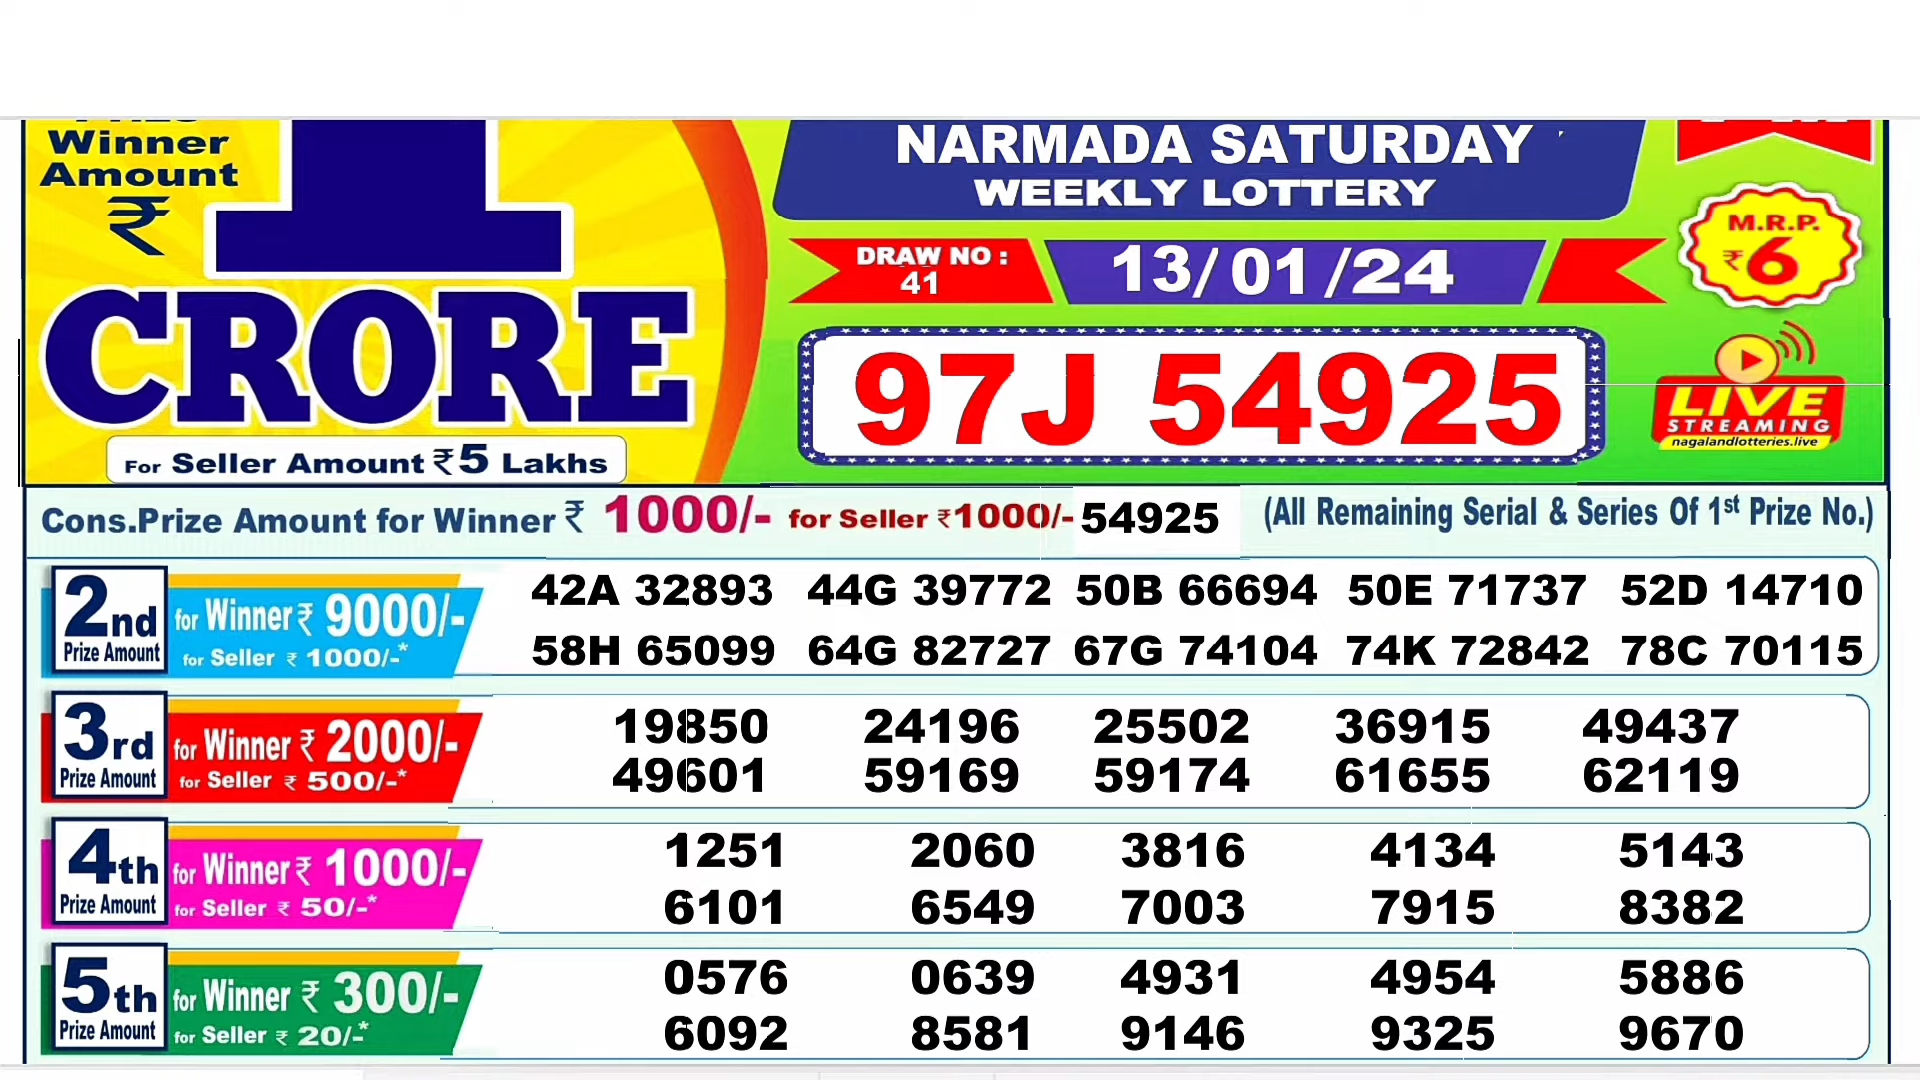 Winner
Amount
₹
1
CRORE
For Seller Amount ₹5 Lakhs
NARMADA SATURDAY
WEEKLY LOTTERY
DRAW NO :
41
13/01/24
M.R.P.
₹6
97J 54925
LIVE
STREAMING
nagalandlotteries.live
Cons.Prize Amount for Winner ₹ 1000/- for Seller ₹1000/- 54925 (All Remaining Serial & Series Of 1st Prize No.)
2nd
Prize Amount
for Winner ₹ 9000/-
for Seller ₹ 1000/-*
42A 32893 44G 39772 50B 66694 50E 71737 52D 14710
58H 65099 64G 82727 67G 74104 74K 72842 78C 70115
3rd
Prize Amount
for Winner ₹ 2000/-
for Seller ₹ 500/-*
19850 24196 25502 36915 49437
49601 59169 59174 61655 62119
4th
Prize Amount
for Winner ₹ 1000/-
for Seller ₹ 50/-*
1251 2060 3816 4134 5143
6101 6549 7003 7915 8382
5th
Prize Amount
for Winner ₹ 300/-
for Seller ₹ 20/-*
0576 0639 4931 4954 5886
6092 8581 9146 9325 9670